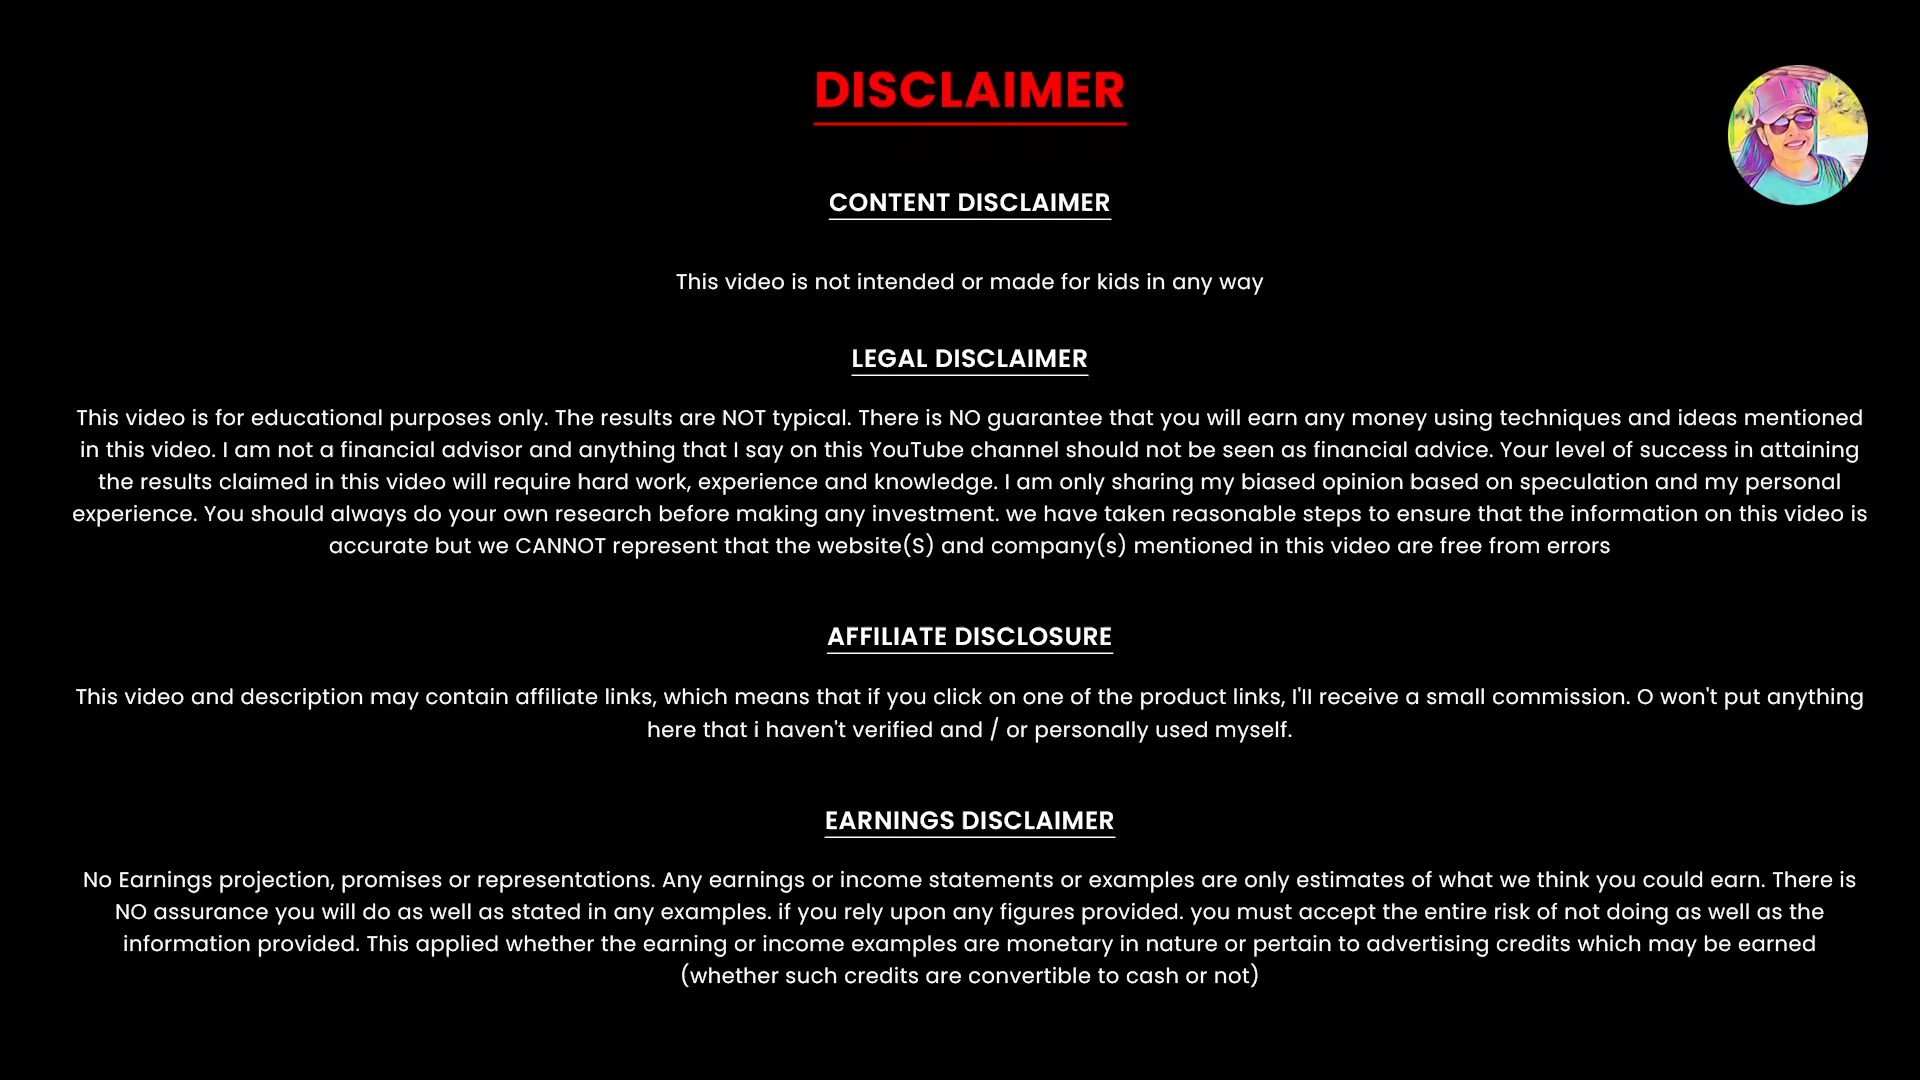 DISCLAIMER
CONTENT DISCLAIMER
This video is not intended or made for kids in any way
LEGAL DISCLAIMER
This video is for educational purposes only. The results are NOT typical. There is NO guarantee that you will earn any money using techniques and ideas mentioned
in this video. I am not a financial advisor and anything that I say on this YouTube channel should not be seen as financial advice. Your level of success in attaining
the results claimed in this video will require hard work, experience and knowledge. I am only sharing my biased opinion based on speculation and my personal
experience. You should always do your own research before making any investment. we have taken reasonable steps to ensure that the information on this video is
accurate but we CANNOT represent that the website(S) and company(s) mentioned in this video are free from errors
AFFILIATE DISCLOSURE
This video and description may contain affiliate links, which means that if you click on one of the product links, I'll receive a small commission. O won't put anything
here that i haven't verified and / or personally used myself.
EARNINGS DISCLAIMER
No Earnings projection, promises or representations. Any earnings or income statements or examples are only estimates of what we think you could earn. There is
NO assurance you will do as well as stated in any examples. if you rely upon any figures provided. you must accept the entire risk of not doing as well as the
information provided. This applied whether the earning or income examples are monetary in nature or pertain to advertising credits which may be earned
(whether such credits are convertible to cash or not)